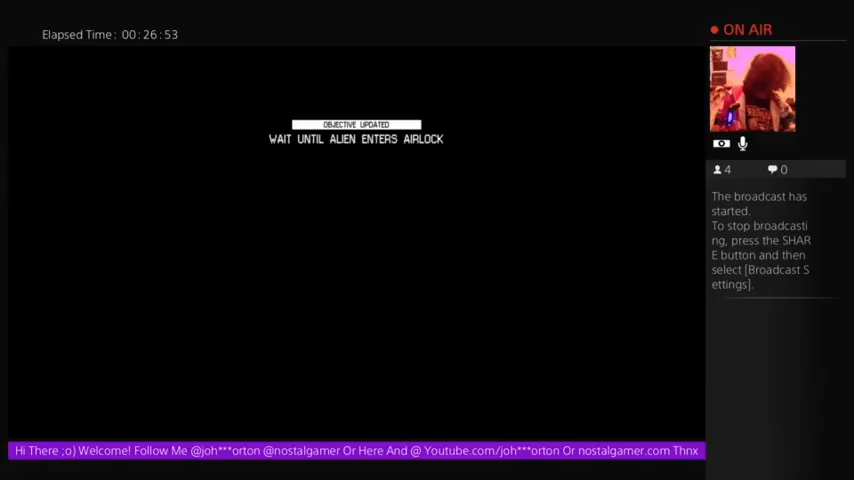 Elapsed Time: 00:26:53
ON AIR
OBJECTIVE UPDATED
WAIT UNTIL ALIEN ENTERS AIRLOCK
4 0
The broadcast has
started.
To stop broadcasti
ng, press the SHAR
E button and then
select [Broadcast S
ettings].
Hi There ;o) Welcome! Follow Me @joh***orton @nostalgamer Or Here And @ Youtube.com/joh***orton Or nostalgamer.com Thnx